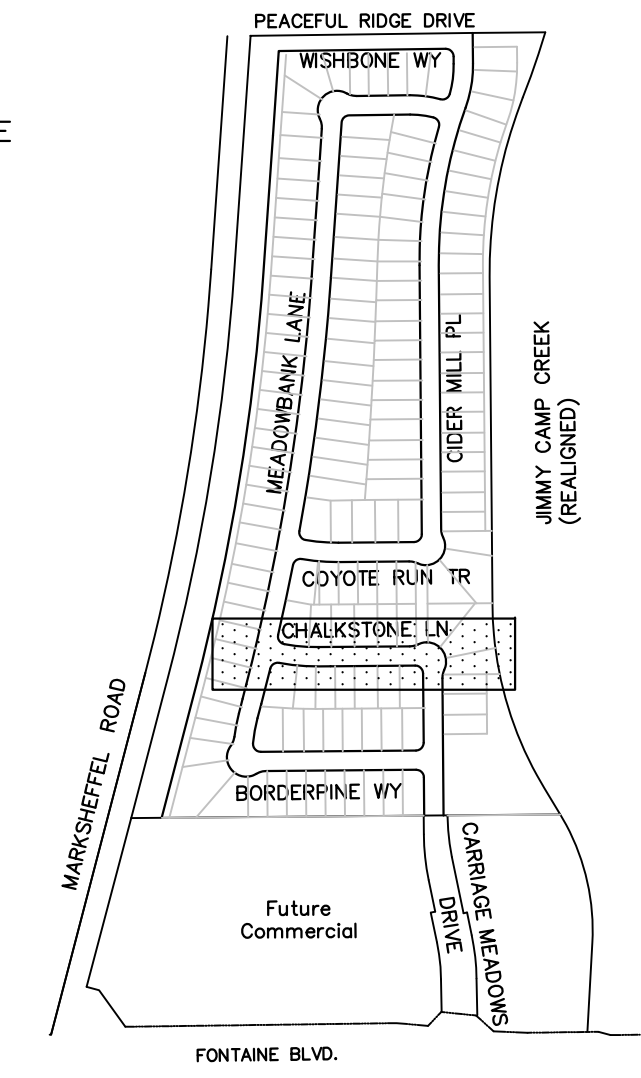 PEACEFUL RIDGE DRIVE
WISHBONE WY
E
MEADOWBANK LANE
CIDER MILL PL
JIMMY CAMP CREEK
(REALIGNED)
COYOTE RUN TR
CHALKSTONE LN
MARKSHEFFEL ROAD
BORDERPINE WY
Future
Commercial
CARRIAGE MEADOWS
DRIVE
FONTAINE BLVD.